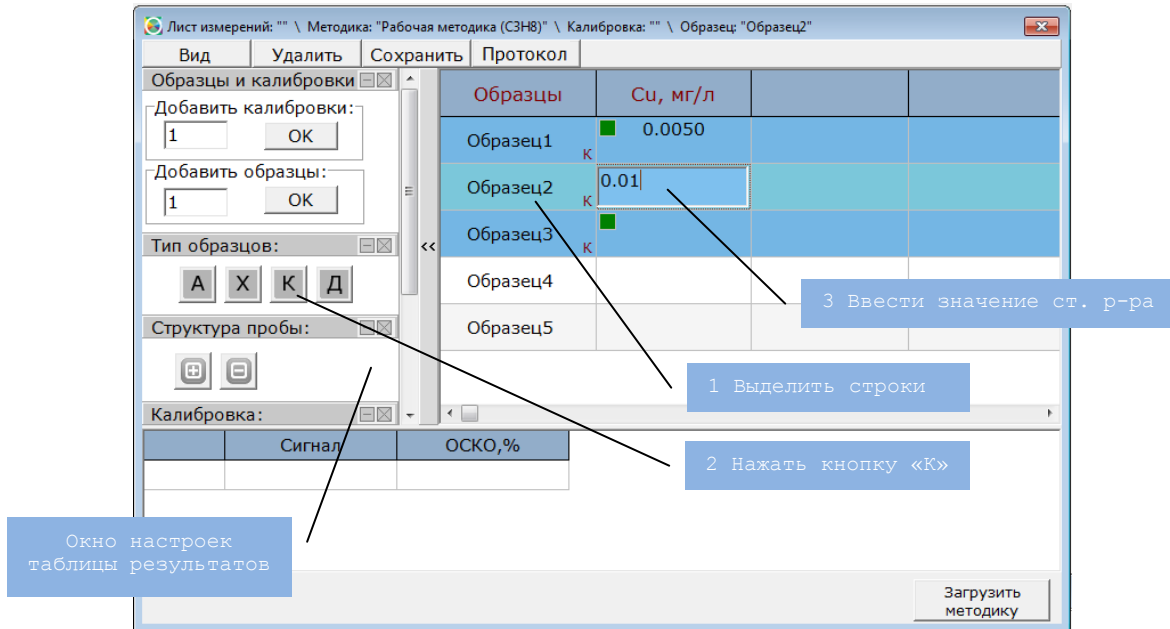 Лист измерений: "" \ Методика: "Рабочая методика (C3H8)" \ Калибровка: "" \ Образец: "Образец2"
Вид Удалить Сохранить Протокол
Образцы и калибровки
Добавить калибровки:
1 OK
Добавить образцы:
1 OK
Тип образцов:
А Х К Д
Структура пробы:
Калибровка:
<<
Образцы Cu, мг/л
Образец1 К 0.0050
Образец2 К 0.01
Образец3 К
Образец4
Образец5
3 Ввести значение ст. р-ра
1 Выделить строки
2 Нажать кнопку «К»
Сигнал ОСКО,%
Окно настроек
таблицы результатов
Загрузить
методику